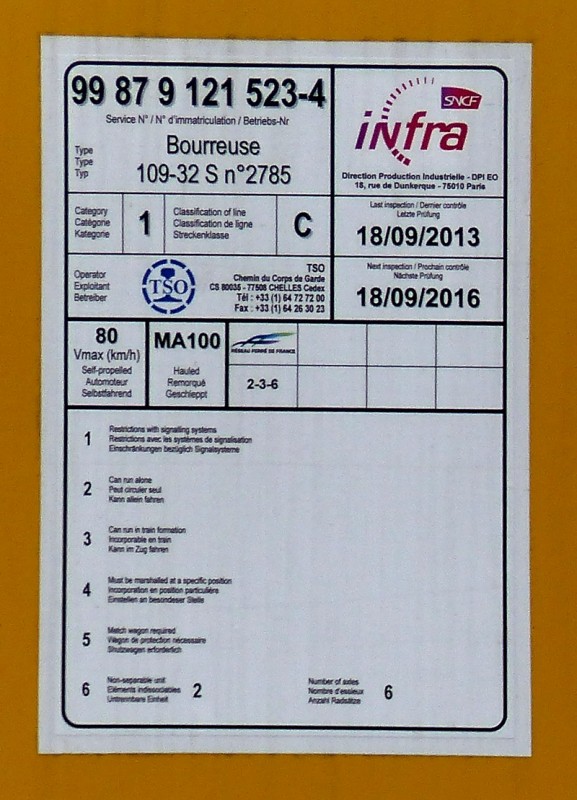 99 87 9 121 523-4
Service N° / N° d'immatriculation / Betriebs-Nr
Type
Type
Typ
Bourreuse
109-32 S n°2785
SNCF
infra
Direction Production Industrielle - DPI EO
18, rue de Dunkerque - 75010 Paris
Category
Catégorie
Kategorie
1
Classification of line
Classification de ligne
Streckenklasse
C
Last inspection / Dernier contrôle
Letzte Prüfung
18/09/2013
Operator
Exploitant
Betreiber
TSO
TSO
Chemin du Corps de Garde
CS 80035 - 77508 CHELLES Cedex
Tél : +33 (1) 64 72 72 00
Fax : +33 (1) 64 26 30 23
Next inspection / Prochain contrôle
Nächste Prüfung
18/09/2016
80
Vmax (km/h)
Self-propelled
Automoteur
Selbstfahrend
MA100
Hauled
Remorqué
Geschleppt
RÉSEAU FERRÉ DE FRANCE
2-3-6
1
Restrictions with signalling systems
Restrictions avec les systèmes de signalisation
Einschränkungen bezüglich Signalsysteme
2
Can run alone
Peut circuler seul
Kann allein fahren
3
Can run in train formation
Incorporable en train
Kann im Zug fahren
4
Must be marshalled at a specific position
Incorporation en position particulière
Einstellen an besondeser Stelle
5
Match wagon required
Wagon de protection nécessaire
Shutzwagen erforderlich
6
Non-separable unit
Eléments indissociables
Untrennbare Einheit
2
Number of axles
Nombre d'essieux
Anzahl Radsätze
6